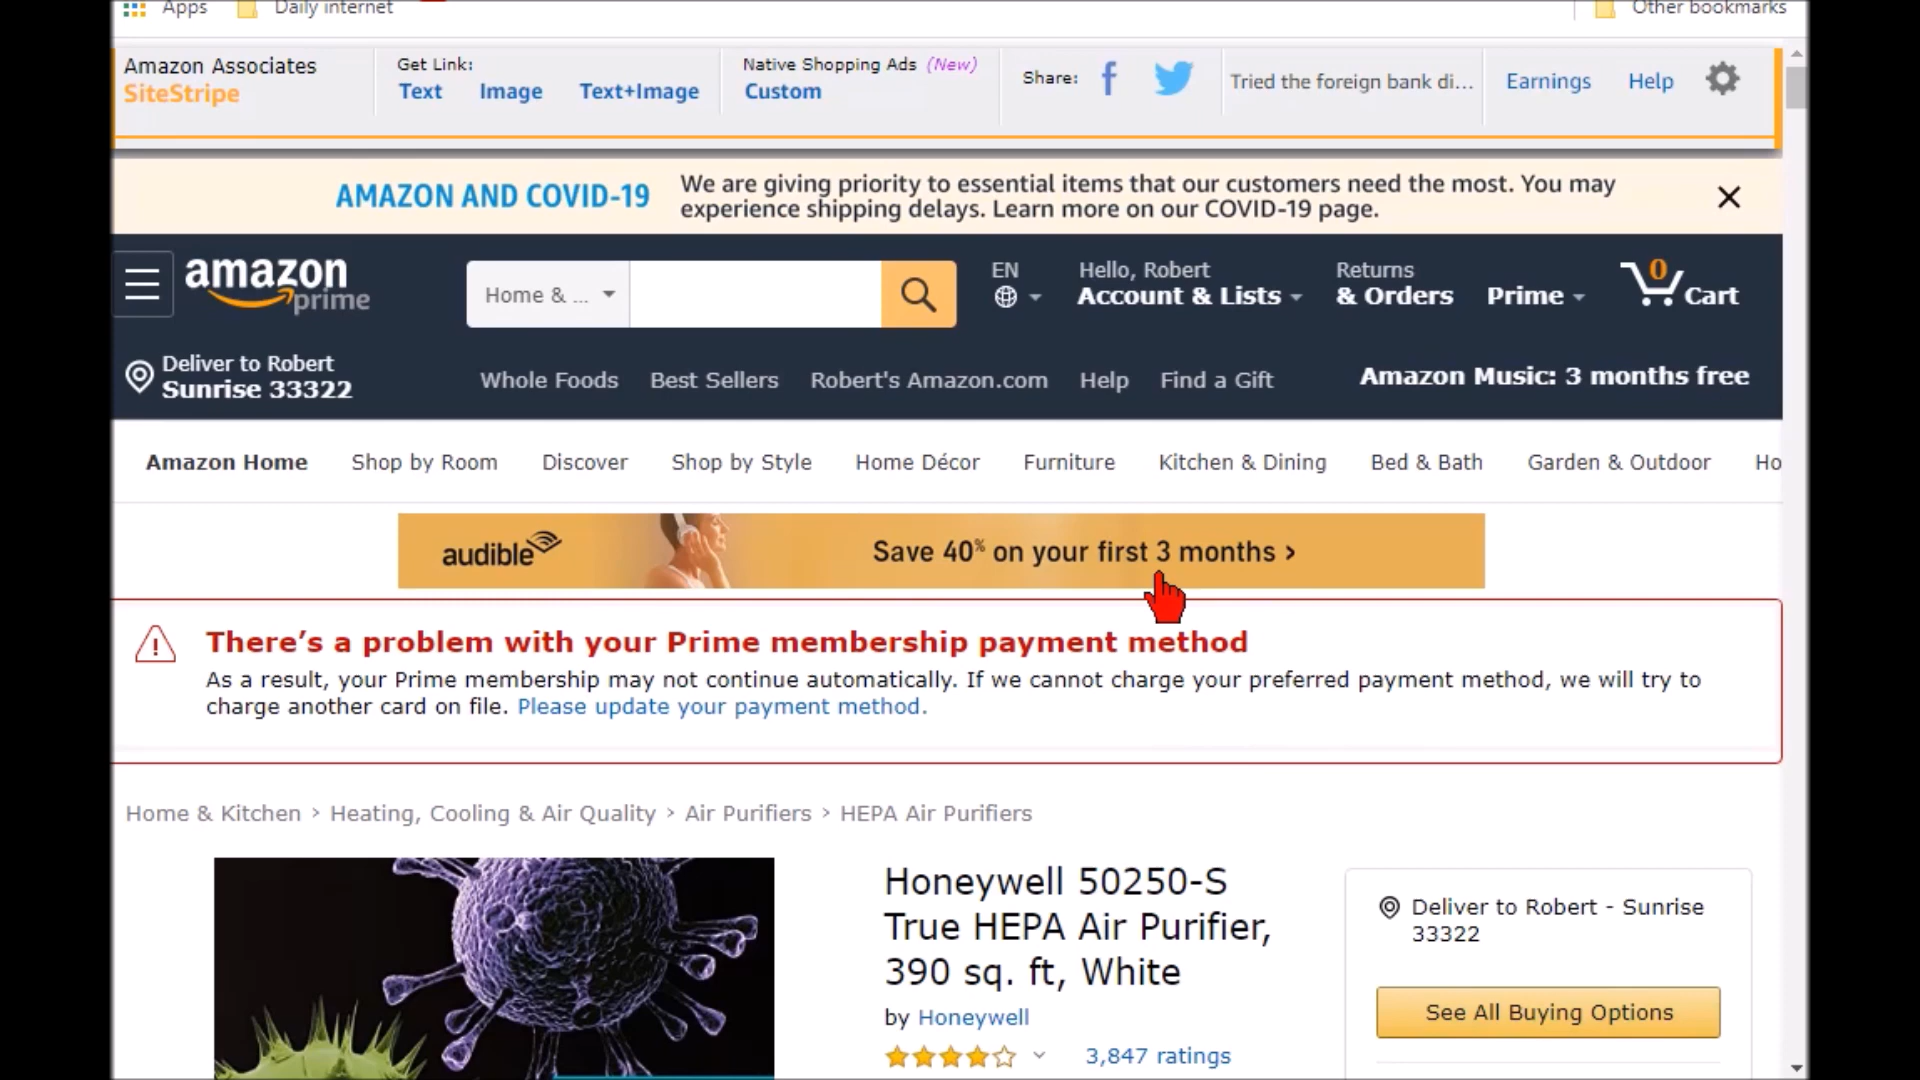 Apps
Daily internet
Other bookmarks
Amazon Associates
SiteStripe
Get Link:
Text Image Text+Image
Native Shopping Ads (New)
Custom
Share:
Tried the foreign bank di...
Earnings
Help
AMAZON AND COVID-19
We are giving priority to essential items that our customers need the most. You may
experience shipping delays. Learn more on our COVID-19 page.
amazon
prime
Home & ...
EN
Hello, Robert
Account & Lists
Returns
& Orders
Prime
0
Cart
Deliver to Robert
Sunrise 33322
Whole Foods Best Sellers Robert's Amazon.com Help Find a Gift
Amazon Music: 3 months free
Amazon Home Shop by Room Discover Shop by Style Home Décor Furniture Kitchen & Dining Bed & Bath Garden & Outdoor Ho
audible
Save 40% on your first 3 months >
There's a problem with your Prime membership payment method
As a result, your Prime membership may not continue automatically. If we cannot charge your preferred payment method, we will try to
charge another card on file. Please update your payment method.
Home & Kitchen › Heating, Cooling & Air Quality › Air Purifiers › HEPA Air Purifiers
Honeywell 50250-S
True HEPA Air Purifier,
390 sq. ft, White
by Honeywell
3,847 ratings
Deliver to Robert - Sunrise
33322
See All Buying Options